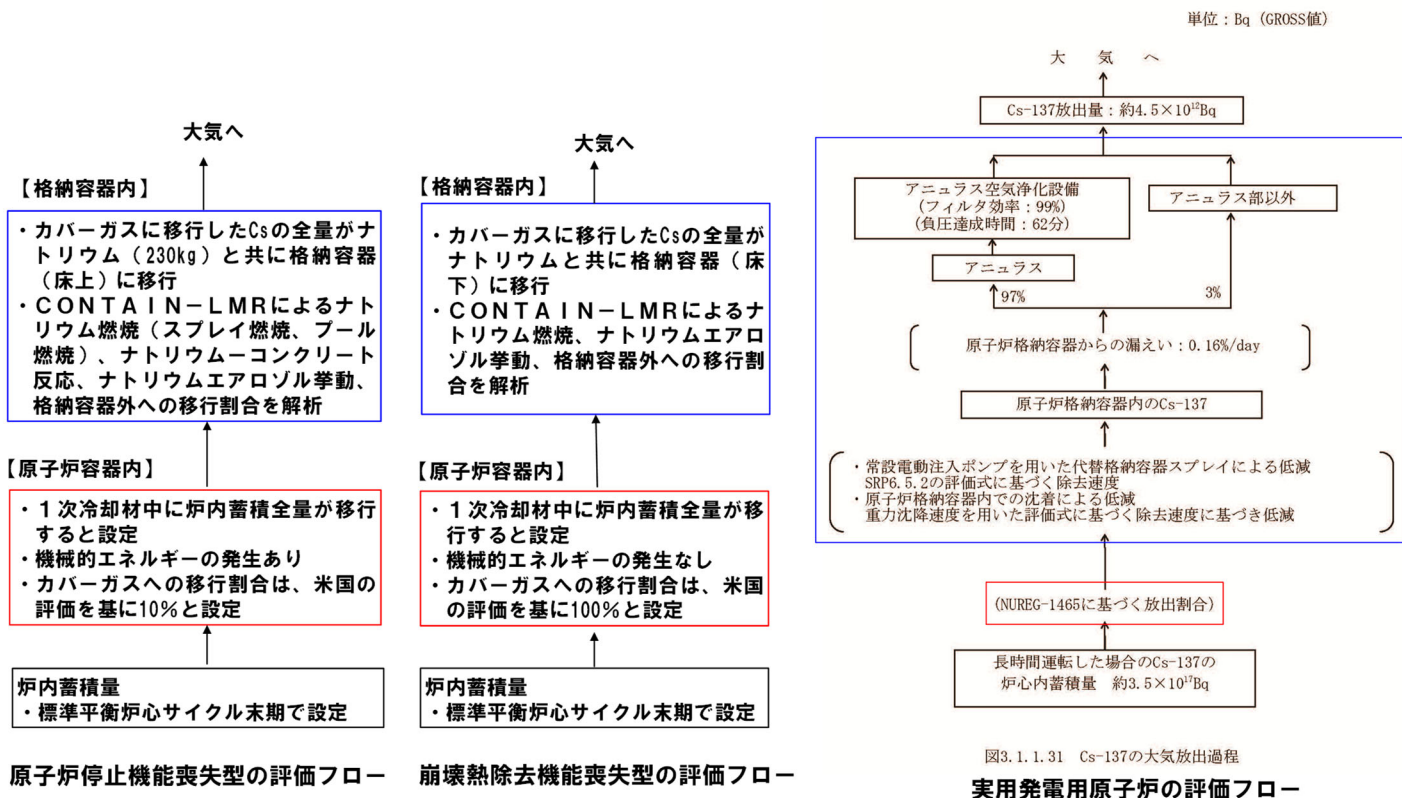 大気へ
【格納容器内】
・カバーガスに移行したCsの全量がナ
トリウム（230kg）と共に格納容器
（床上）に移行
・ＣＯＮＴＡＩＮ－ＬＭＲによるナト
リウム燃焼（スプレイ燃焼、プール
燃焼）、ナトリウムーコンクリート
反応、ナトリウムエアロゾル挙動、
格納容器外への移行割合を解析
【原子炉容器内】
・１次冷却材中に炉内蓄積全量が移行
すると設定
・機械的エネルギーの発生あり
・カバーガスへの移行割合は、米国の
評価を基に10％と設定
炉内蓄積量
・標準平衡炉心サイクル末期で設定
原子炉停止機能喪失型の評価フロー
大気へ
【格納容器内】
・カバーガスに移行したCsの全量が
ナトリウムと共に格納容器（床
下）に移行
・ＣＯＮＴＡＩＮ－ＬＭＲによるナ
トリウム燃焼、ナトリウムエアロ
ゾル挙動、格納容器外への移行割
合を解析
【原子炉容器内】
・１次冷却材中に炉内蓄積全量が移
行すると設定
・機械的エネルギーの発生なし
・カバーガスへの移行割合は、米国
の評価を基に100％と設定
炉内蓄積量
・標準平衡炉心サイクル末期で設定
崩壊熱除去機能喪失型の評価フロー
単位：Bq（GROSS値）
大　気　へ
Cs-137放出量：約4.5×10¹²Bq
アニュラス空気浄化設備
（フィルタ効率：99%）
（負圧達成時間：62分）
アニュラス部以外
アニュラス
97%
3%
原子炉格納容器からの漏えい：0.16%/day
原子炉格納容器内のCs-137
・常設電動注入ポンプを用いた代替格納容器スプレイによる低減
SRP6.5.2の評価式に基づく除去速度
・原子炉格納容器内での沈着による低減
重力沈降速度を用いた評価式に基づく除去速度に基づき低減
（NUREG-1465に基づく放出割合）
長時間運転した場合のCs-137の
炉心内蓄積量　約3.5×10¹⁷Bq
図3.1.1.31　Cs-137の大気放出過程
実用発電用原子炉の評価フロー